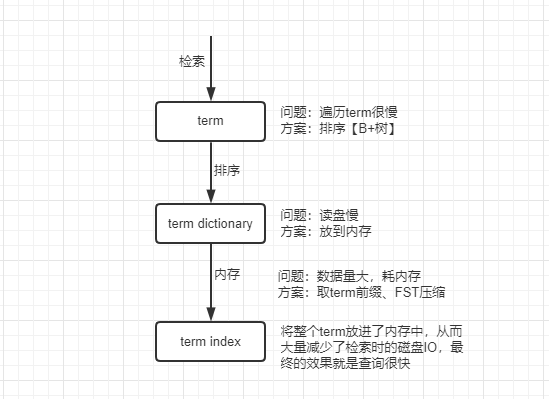 检索
term
问题：遍历term很慢
方案：排序【B+树】
排序
term dictionary
问题：读盘慢
方案：放到内存
内存
问题：数据量大，耗内存
方案：取term前缀、FST压缩
term index
将整个term放进了内存中，从而
大量减少了检索时的磁盘IO，最
终的效果就是查询很快